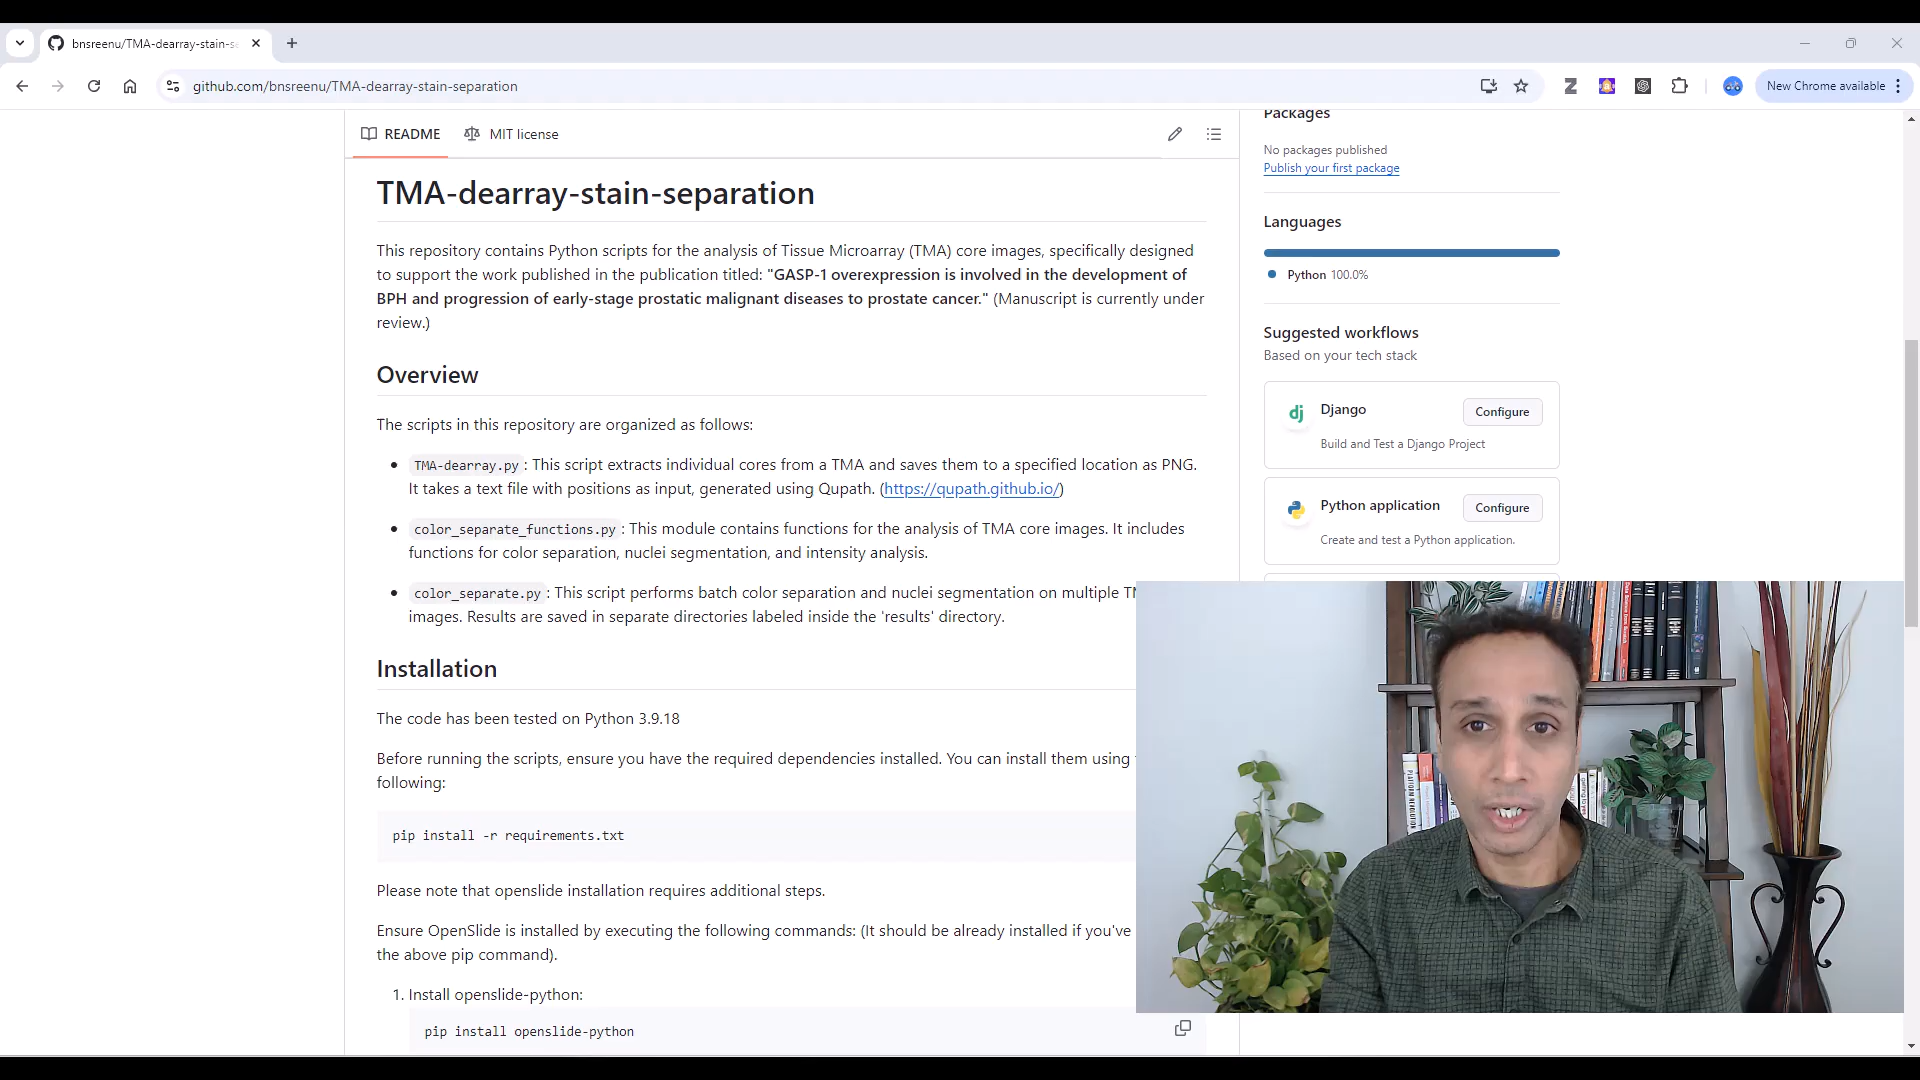 bnsreenu/TMA-dearray-stain-se
github.com/bnsreenu/TMA-dearray-stain-separation
New Chrome available
README
MIT license
TMA-dearray-stain-separation
This repository contains Python scripts for the analysis of Tissue Microarray (TMA) core images, specifically designed
to support the work published in the publication titled: "GASP-1 overexpression is involved in the development of
BPH and progression of early-stage prostatic malignant diseases to prostate cancer." (Manuscript is currently under
review.)
Overview
The scripts in this repository are organized as follows:
• TMA-dearray.py : This script extracts individual cores from a TMA and saves them to a specified location as PNG.
It takes a text file with positions as input, generated using Qupath. (https://qupath.github.io/)
• color_separate_functions.py : This module contains functions for the analysis of TMA core images. It includes
functions for color separation, nuclei segmentation, and intensity analysis.
• color_separate.py : This script performs batch color separation and nuclei segmentation on multiple
images. Results are saved in separate directories labeled inside the 'results' directory.
Installation
The code has been tested on Python 3.9.18
Before running the scripts, ensure you have the required dependencies installed. You can install them using
following:
pip install -r requirements.txt
Please note that openslide installation requires additional steps.
Ensure OpenSlide is installed by executing the following commands: (It should be already installed if you've
the above pip command).
1. Install openslide-python:
pip install openslide-python
Packages
No packages published
Publish your first package
Languages
Python 100.0%
Suggested workflows
Based on your tech stack
dj
Django
Configure
Build and Test a Django Project
Python application
Configure
Create and test a Python application.